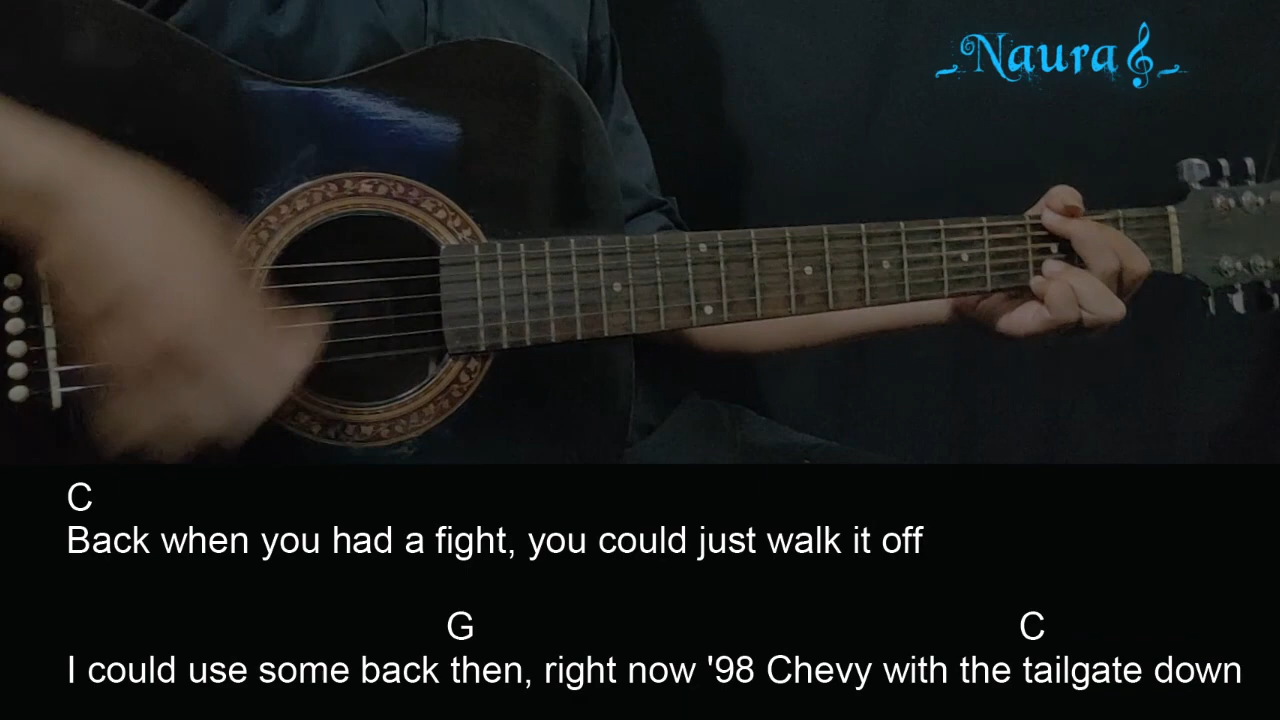 Naura
C
Back when you had a fight, you could just walk it off
G C
I could use some back then, right now '98 Chevy with the tailgate down